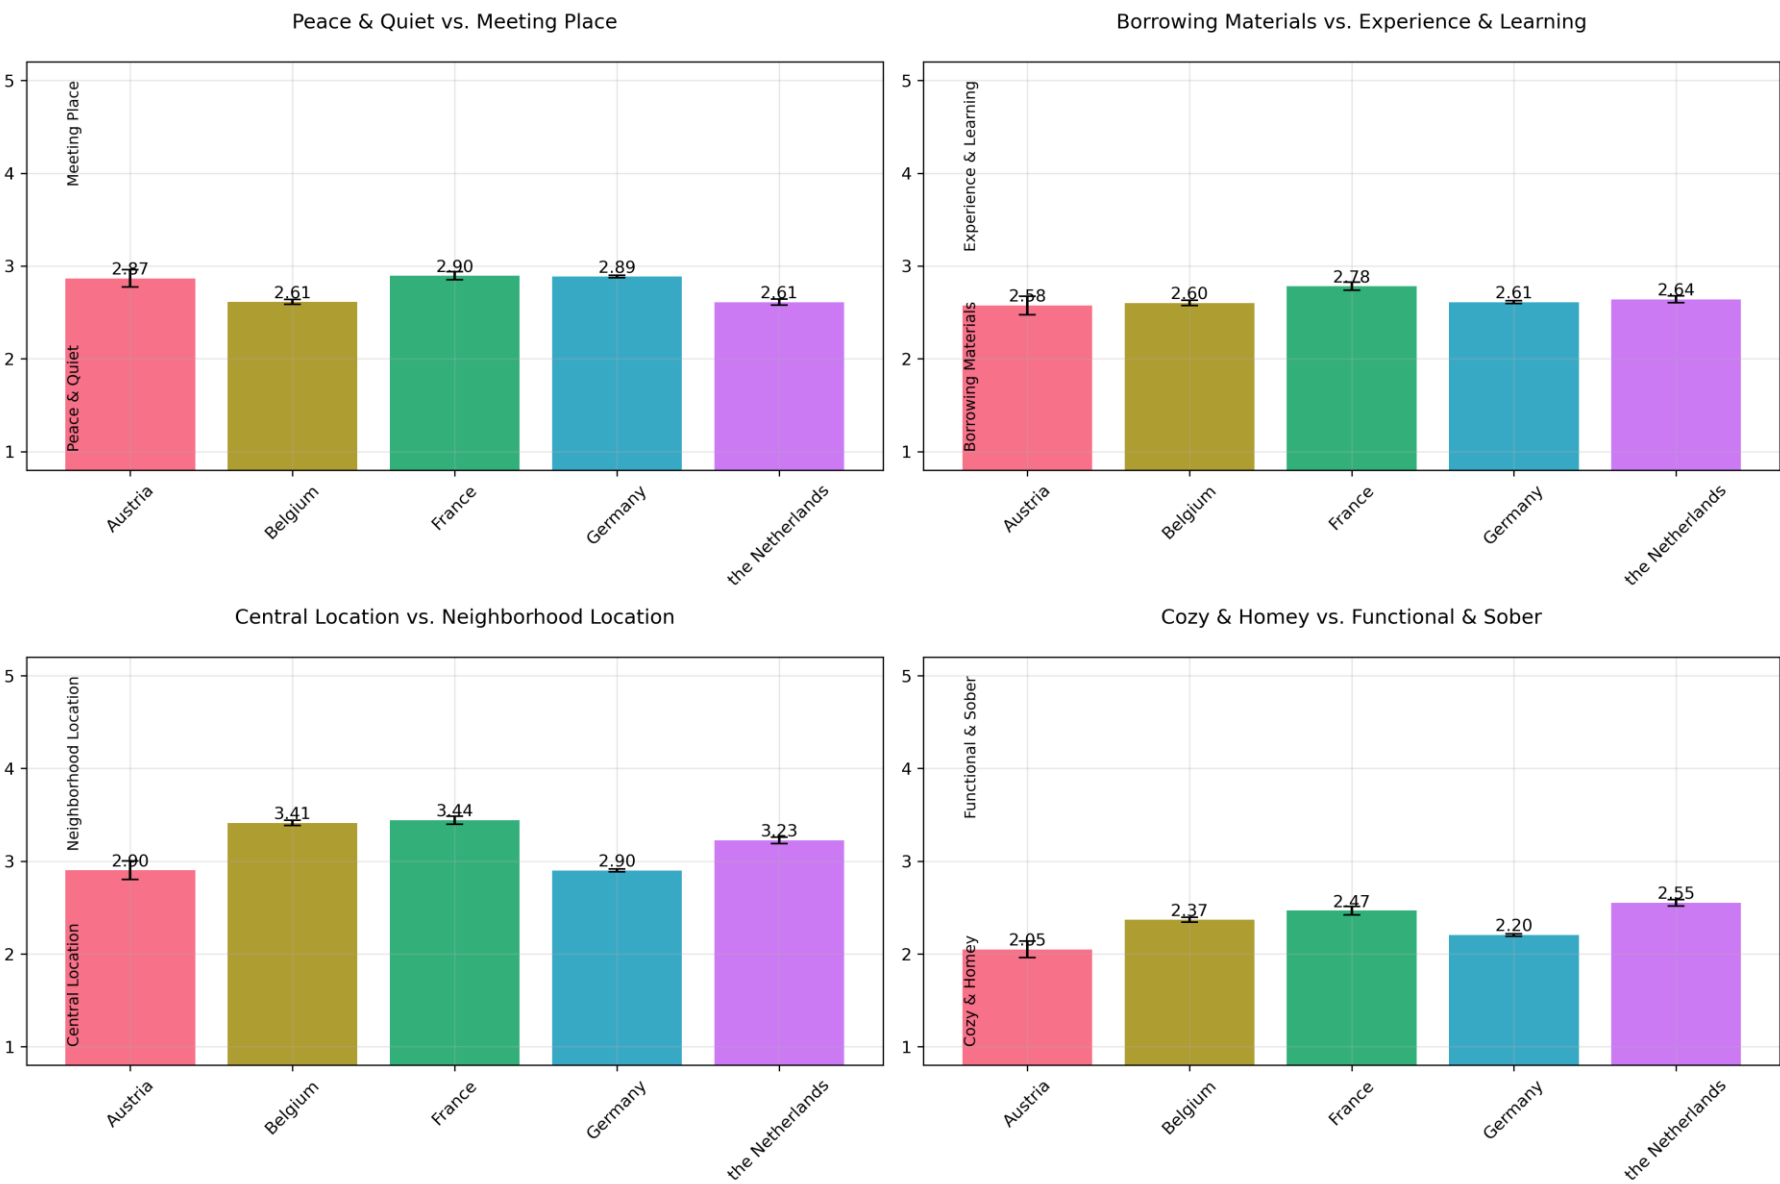 Peace & Quiet vs. Meeting Place
5
4
3
2
1
Meeting Place
Peace & Quiet
2.87
2.61
2.90
2.89
2.61
Austria
Belgium
France
Germany
the Netherlands
Borrowing Materials vs. Experience & Learning
5
4
3
2
1
Experience & Learning
Borrowing Materials
2.58
2.60
2.78
2.61
2.64
Austria
Belgium
France
Germany
the Netherlands
Central Location vs. Neighborhood Location
5
4
3
2
1
Neighborhood Location
Central Location
2.90
3.41
3.44
2.90
3.23
Austria
Belgium
France
Germany
the Netherlands
Cozy & Homey vs. Functional & Sober
5
4
3
2
1
Functional & Sober
Cozy & Homey
2.05
2.37
2.47
2.20
2.55
Austria
Belgium
France
Germany
the Netherlands